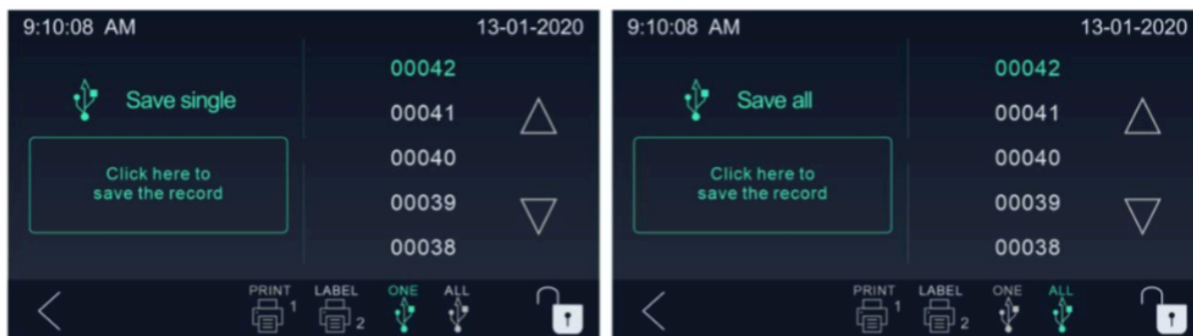 9:10:08 AM 13-01-2020
Save single
Click here to
save the record
00042
00041
00040
00039
00038
PRINT 1 LABEL 2 ONE ALL
9:10:08 AM 13-01-2020
Save all
Click here to
save the record
00042
00041
00040
00039
00038
PRINT 1 LABEL 2 ONE ALL